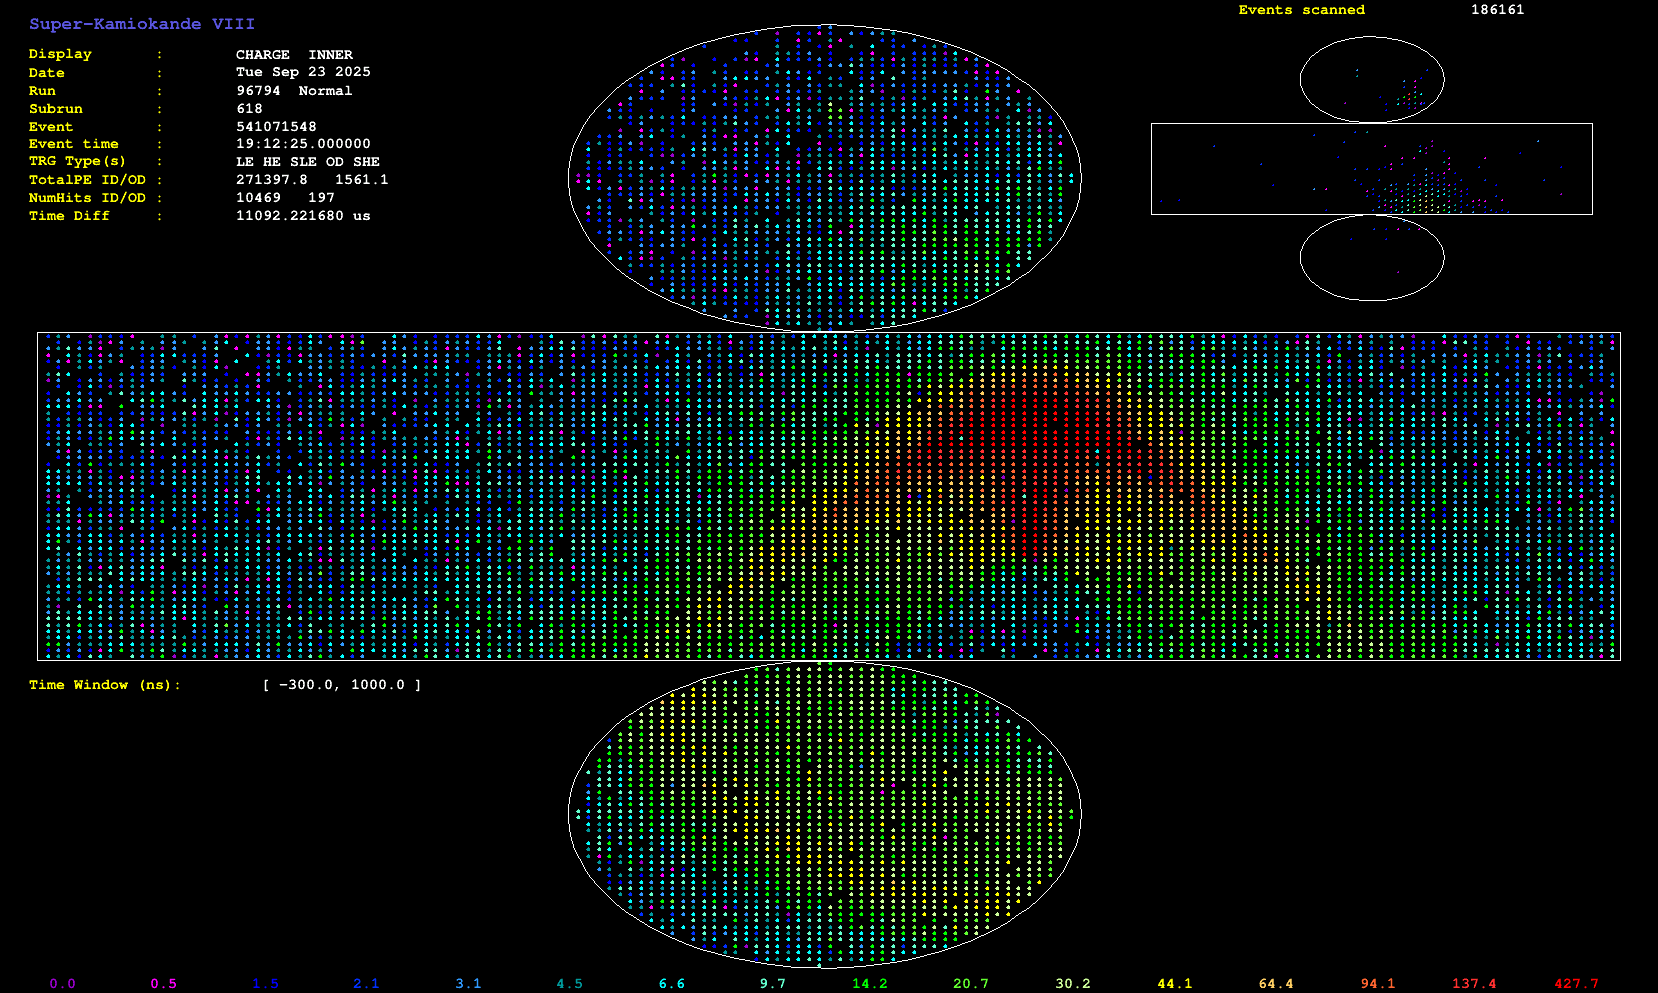 Super-Kamiokande VIII
Events scanned 186161
Display : CHARGE INNER
Date : Tue Sep 23 2025
Run : 96794 Normal
Subrun : 618
Event : 541071548
Event time : 19:12:25.000000
TRG Type(s) : LE HE SLE OD SHE
TotalPE ID/OD : 271397.8 1561.1
NumHits ID/OD : 10469 197
Time Diff : 11092.221680 us
Time Window (ns): [ -300.0, 1000.0 ]
0.0 0.5 1.5 2.1 3.1 4.5 6.6 9.7 14.2 20.7 30.2 44.1 64.4 94.1 137.4 427.7